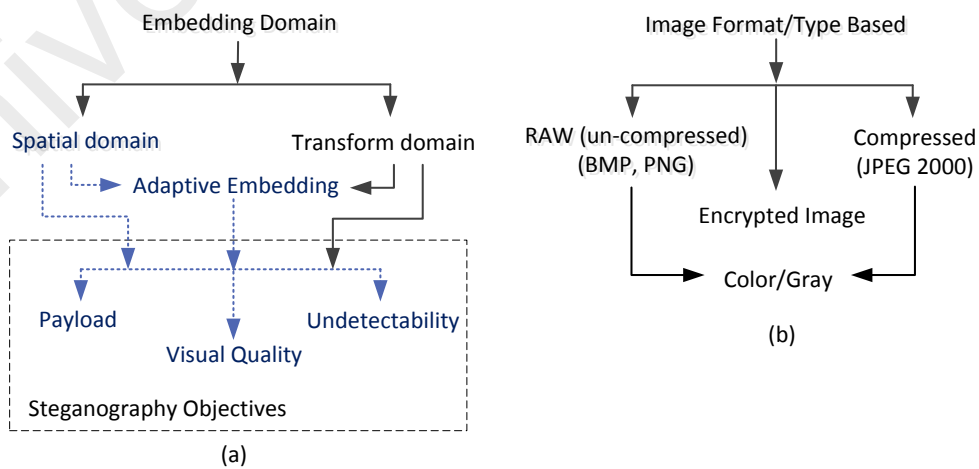 Embedding Domain
Spatial domain
Transform domain
Adaptive Embedding
Payload
Undetectability
Visual Quality
Steganography Objectives
(a)
Image Format/Type Based
RAW (un-compressed)
(BMP, PNG)
Compressed
(JPEG 2000)
Encrypted Image
Color/Gray
(b)